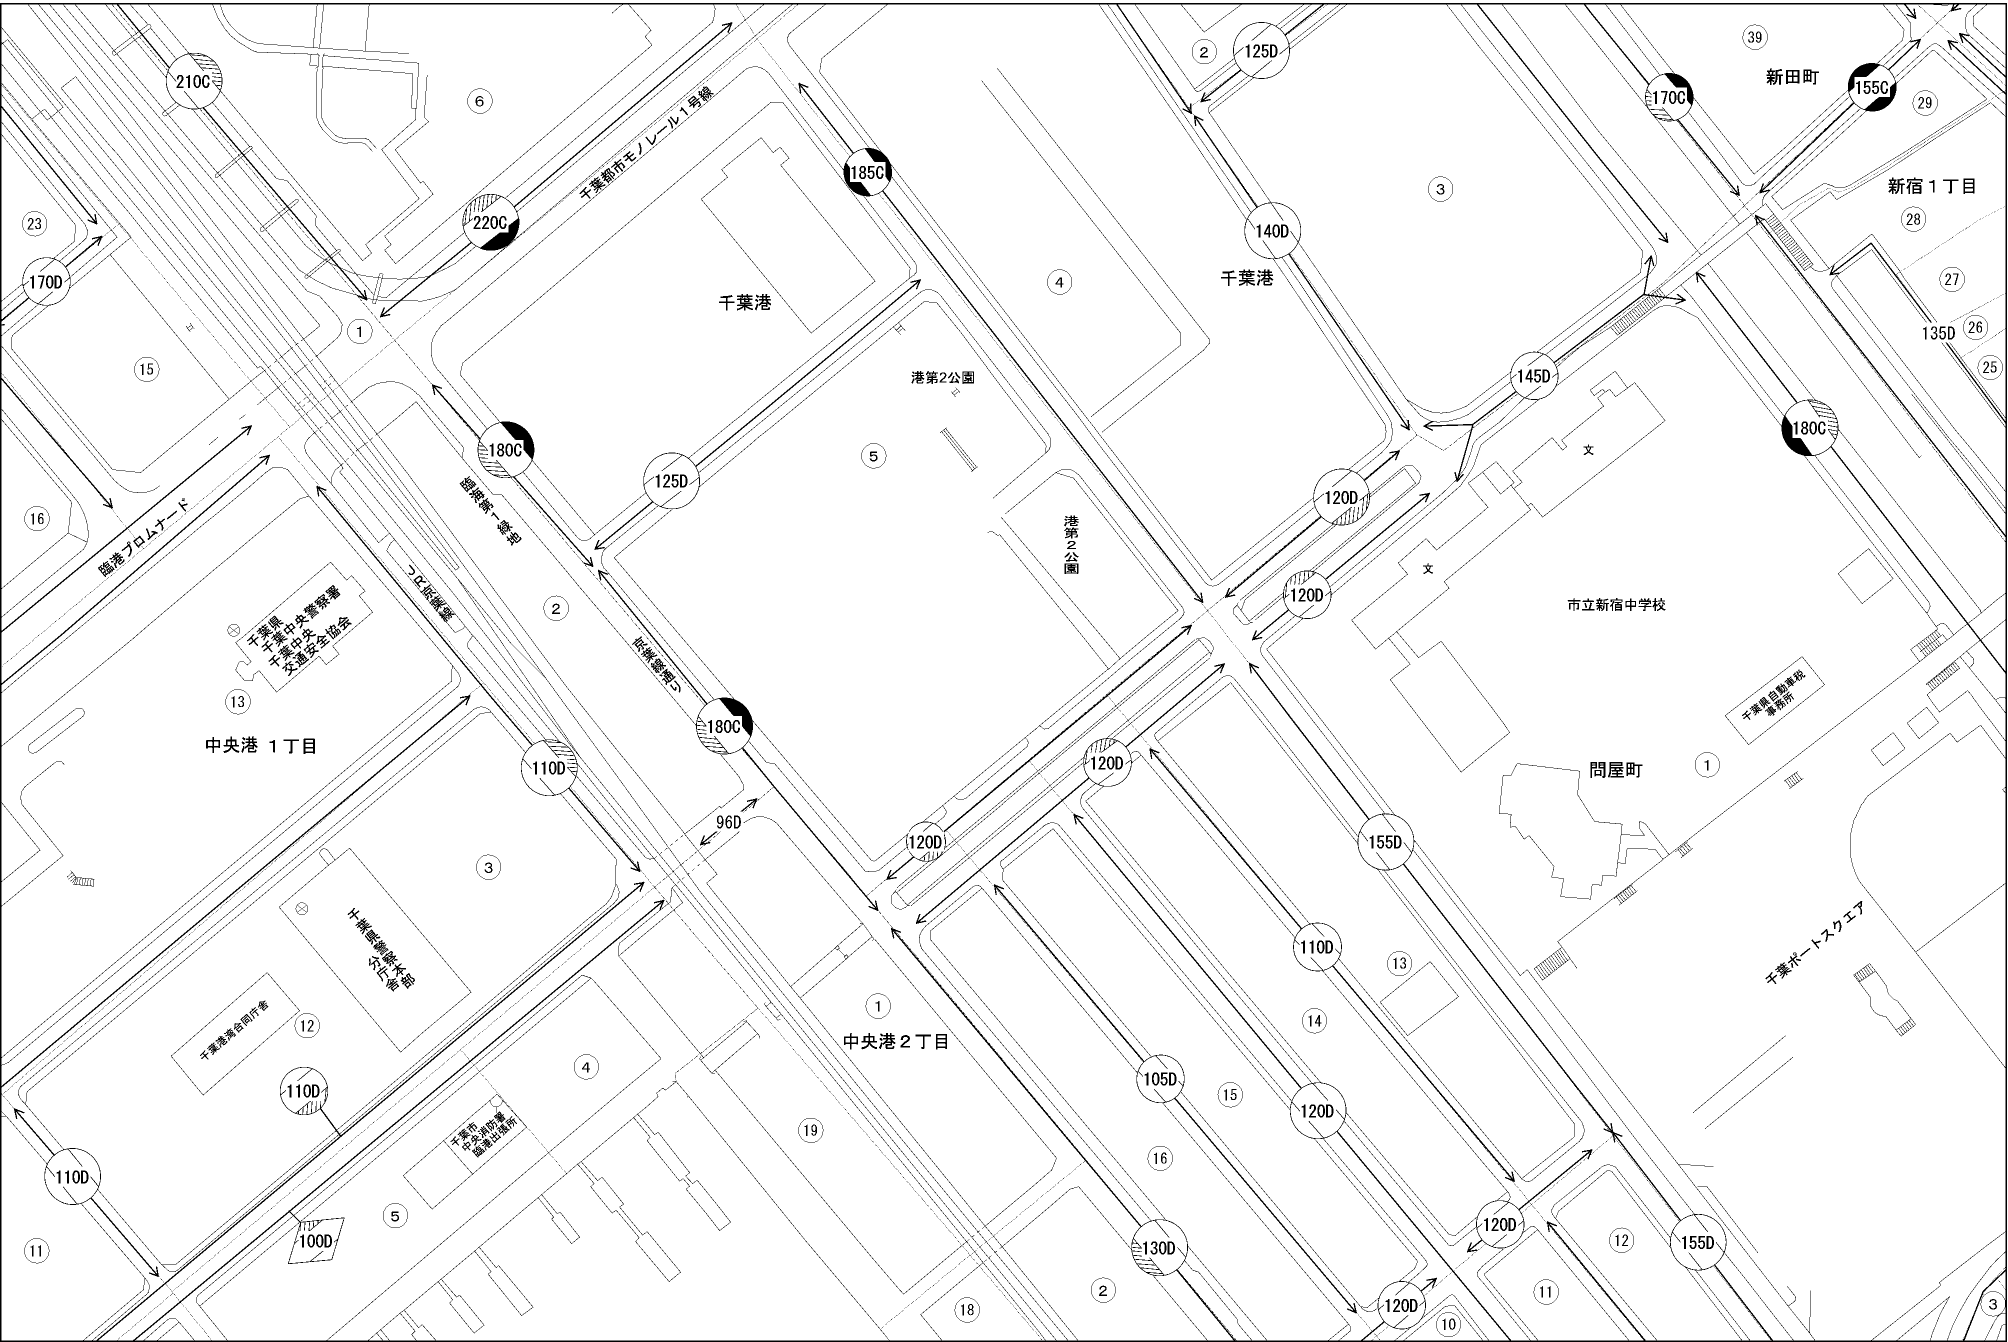 210C
②
125D
㊴
新田町
170C
155C
⑥
千葉都市モノレール1号線
㉙
185C
③
新宿1丁目
㉓
220C
140D
㉘
170D
千葉港
④
千葉港
㉗
①
135D
㉖
⑮
港第2公園
145D
㉕
180C
180C
文
⑤
125D
120D
臨海第1緑地
⑯
臨港プロムナード
港第2公園
文
JR京葉線
120D
市立新宿中学校
②
千葉県
千葉中央警察署
千葉中央
交通安全協会
京葉線通り
⑬
千葉県自動車税
事務所
180C
中央港 1丁目
110D
120D
問屋町
①
96D
120D
155D
③
千葉県警察本部
分庁舎
110D
千葉ポートスクエア
⑬
①
千葉港湾合同庁舎
⑫
中央港2丁目
⑭
④
105D
110D
⑮
120D
千葉市
中央消防署
臨港出張所
⑲
⑯
110D
⑤
120D
100D
130D
⑫
155D
⑪
②
⑪
⑱
120D
⑩
③